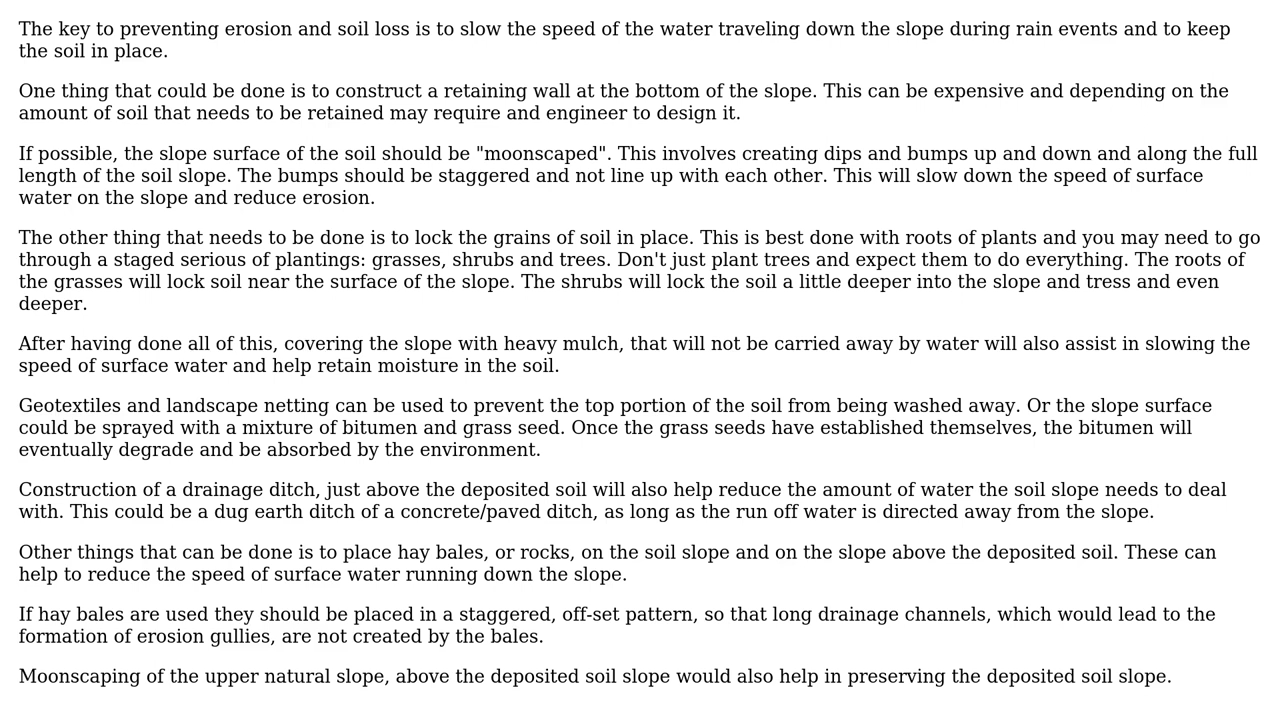 The key to preventing erosion and soil loss is to slow the speed of the water traveling down the slope during rain events and to keep
the soil in place.
One thing that could be done is to construct a retaining wall at the bottom of the slope. This can be expensive and depending on the
amount of soil that needs to be retained may require and engineer to design it.
If possible, the slope surface of the soil should be "moonscaped". This involves creating dips and bumps up and down and along the full
length of the soil slope. The bumps should be staggered and not line up with each other. This will slow down the speed of surface
water on the slope and reduce erosion.
The other thing that needs to be done is to lock the grains of soil in place. This is best done with roots of plants and you may need to go
through a staged serious of plantings: grasses, shrubs and trees. Don't just plant trees and expect them to do everything. The roots of
the grasses will lock soil near the surface of the slope. The shrubs will lock the soil a little deeper into the slope and tress and even
deeper.
After having done all of this, covering the slope with heavy mulch, that will not be carried away by water will also assist in slowing the
speed of surface water and help retain moisture in the soil.
Geotextiles and landscape netting can be used to prevent the top portion of the soil from being washed away. Or the slope surface
could be sprayed with a mixture of bitumen and grass seed. Once the grass seeds have established themselves, the bitumen will
eventually degrade and be absorbed by the environment.
Construction of a drainage ditch, just above the deposited soil will also help reduce the amount of water the soil slope needs to deal
with. This could be a dug earth ditch of a concrete/paved ditch, as long as the run off water is directed away from the slope.
Other things that can be done is to place hay bales, or rocks, on the soil slope and on the slope above the deposited soil. These can
help to reduce the speed of surface water running down the slope.
If hay bales are used they should be placed in a staggered, off-set pattern, so that long drainage channels, which would lead to the
formation of erosion gullies, are not created by the bales.
Moonscaping of the upper natural slope, above the deposited soil slope would also help in preserving the deposited soil slope.